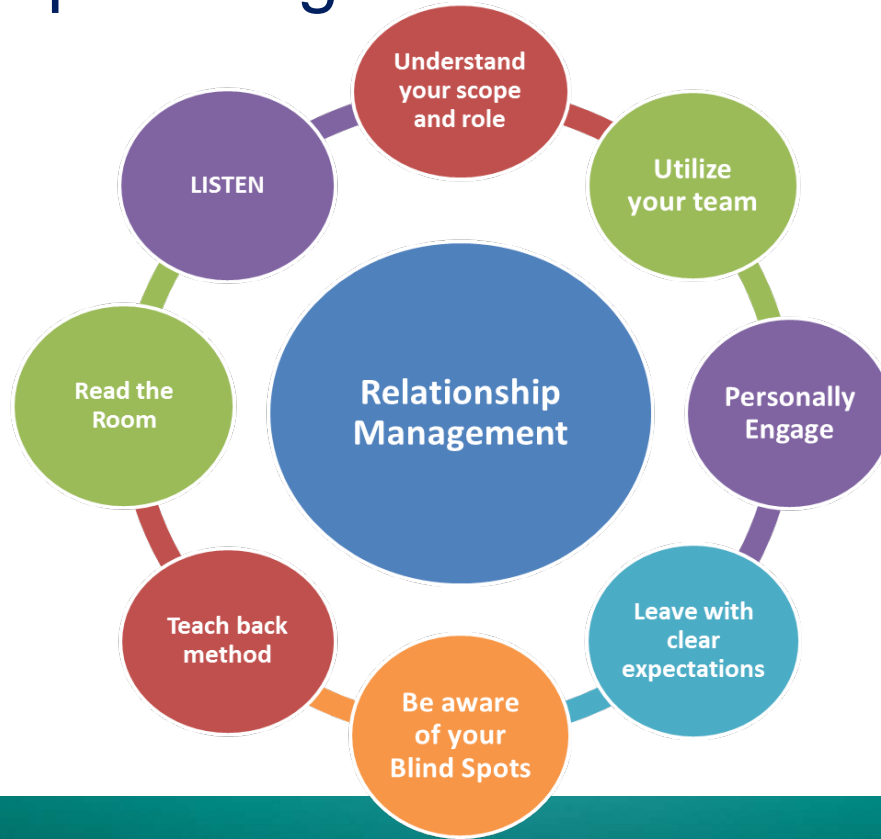 Understand
your scope
and role
Utilize
your team
Personally
Engage
Leave with
clear
expectations
Be aware
of your
Blind Spots
Teach back
method
Read the
Room
LISTEN
Relationship
Management